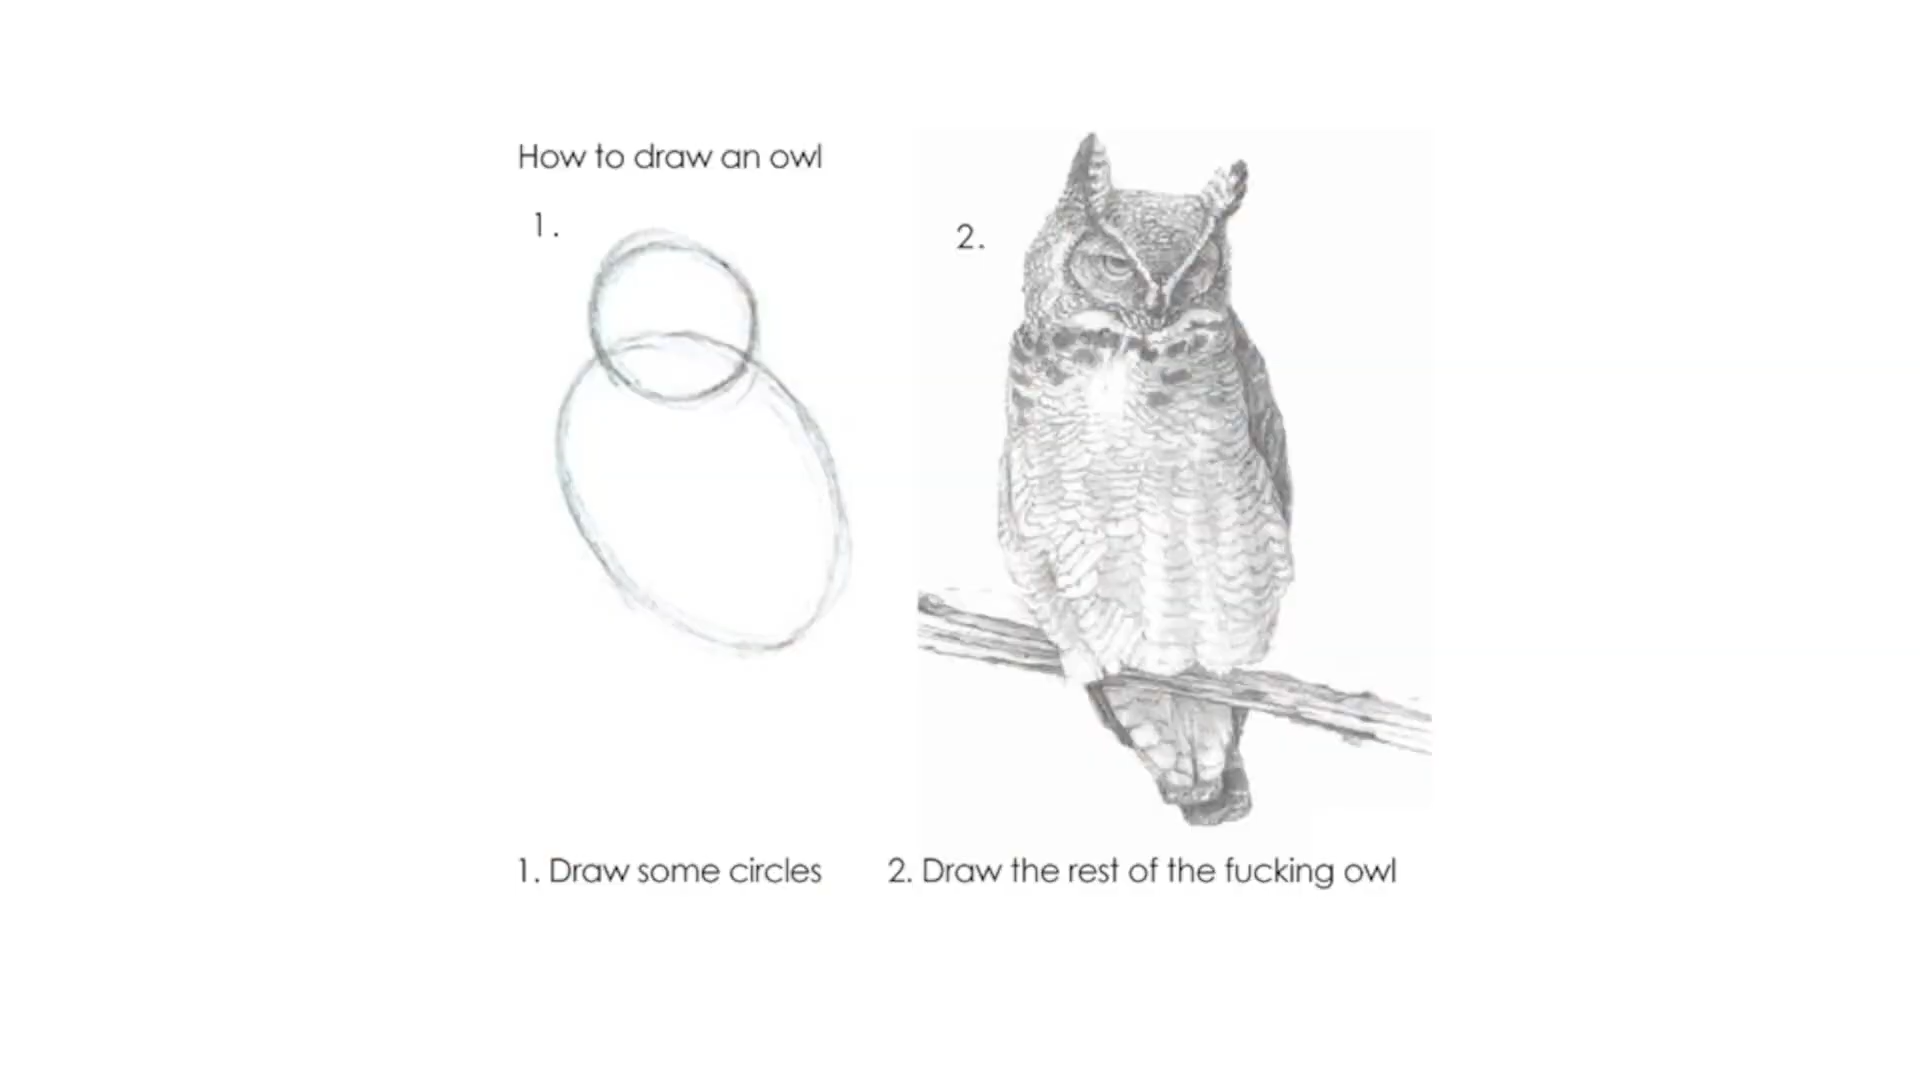 How to draw an owl
1.
2.
1. Draw some circles
2. Draw the rest of the fucking owl